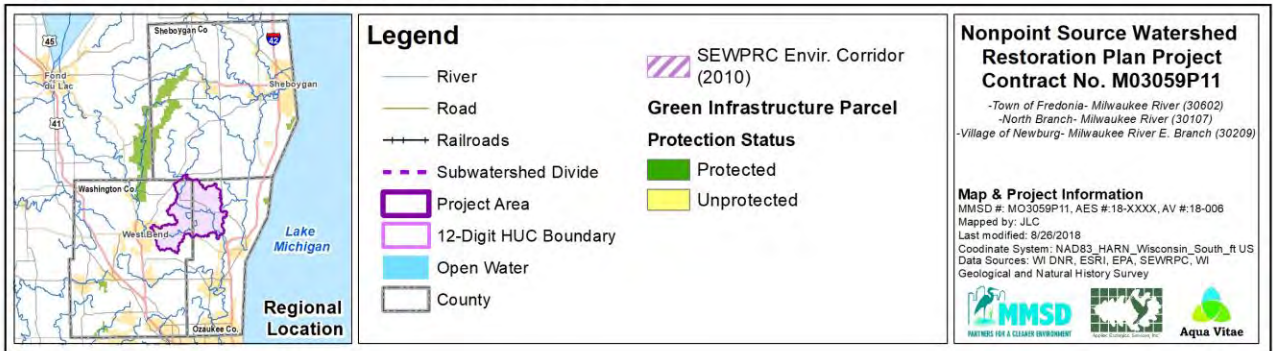 Sheboygan Co
42
45
Fond
du Lac
Sheboygan
41
Washington Co.
West Bend
Lake
Michigan
Regional
Location
Ozaukee Co.
Legend
River
Road
Railroads
Subwatershed Divide
Project Area
12-Digit HUC Boundary
Open Water
County
SEWPRC Envir. Corridor
(2010)
Green Infrastructure Parcel
Protection Status
Protected
Unprotected
Nonpoint Source Watershed
Restoration Plan Project
Contract No. M03059P11
-Town of Fredonia- Milwaukee River (30602)
-North Branch- Milwaukee River (30107)
-Village of Newburg- Milwaukee River E. Branch (30209)
Map & Project Information
MMSD #: MO3059P11, AES #:18-XXXX, AV #:18-006
Mapped by: JLC
Last modified: 8/26/2018
Coodinate System: NAD83_HARN_Wisconsin_South_ft US
Data Sources: WI DNR, ESRI, EPA, SEWRPC, WI
Geological and Natural History Survey
MMSD
PARTNERS FOR A CLEANER ENVIRONMENT
Applied Ecological Services, Inc.
Aqua Vitae